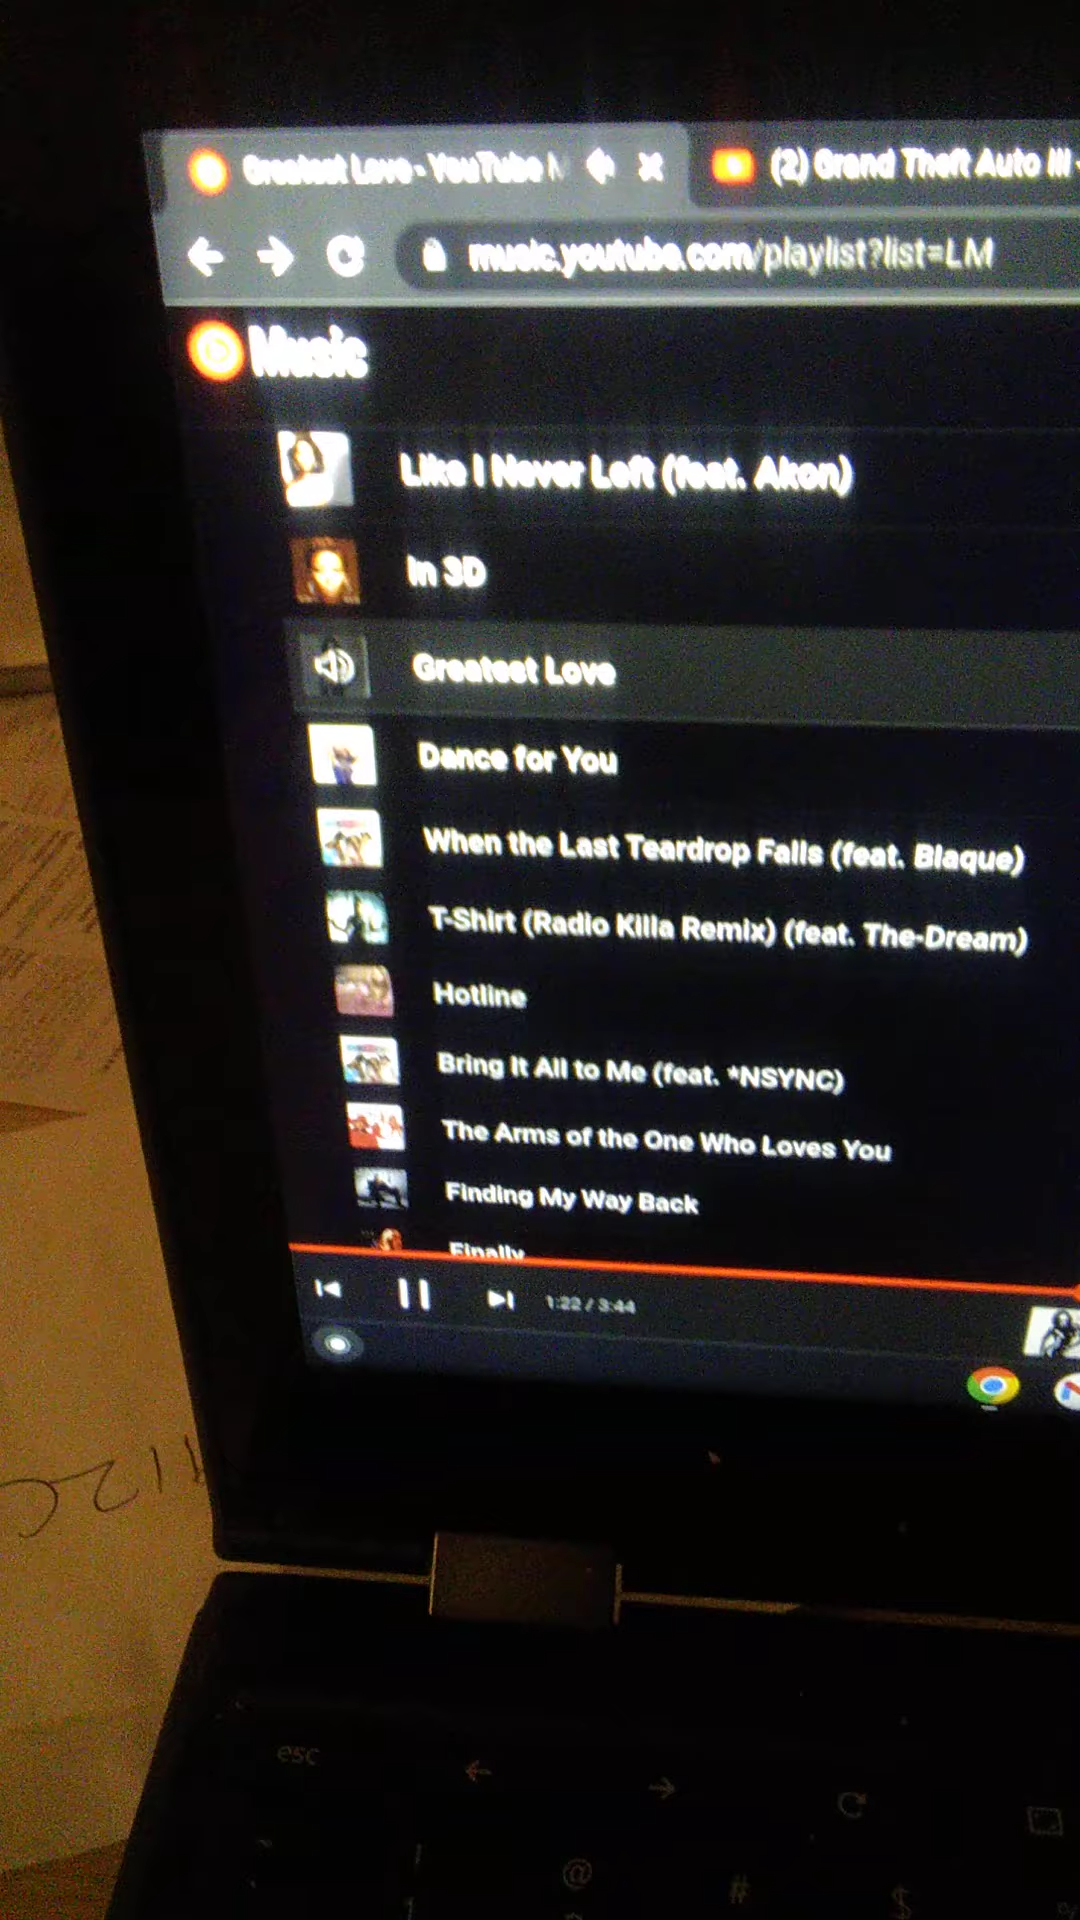 Greatest Love - YouTube M
(2) Grand Theft Auto III -
music.youtube.com/playlist?list=LM
Music
Like I Never Left (feat. Akon)
In 3D
Greatest Love
Dance for You
When the Last Teardrop Falls (feat. Blaque)
T-Shirt (Radio Killa Remix) (feat. The-Dream)
Hotline
Bring It All to Me (feat. *NSYNC)
The Arms of the One Who Loves You
Finding My Way Back
Finally
1:22 / 3:44
esc
@ # $